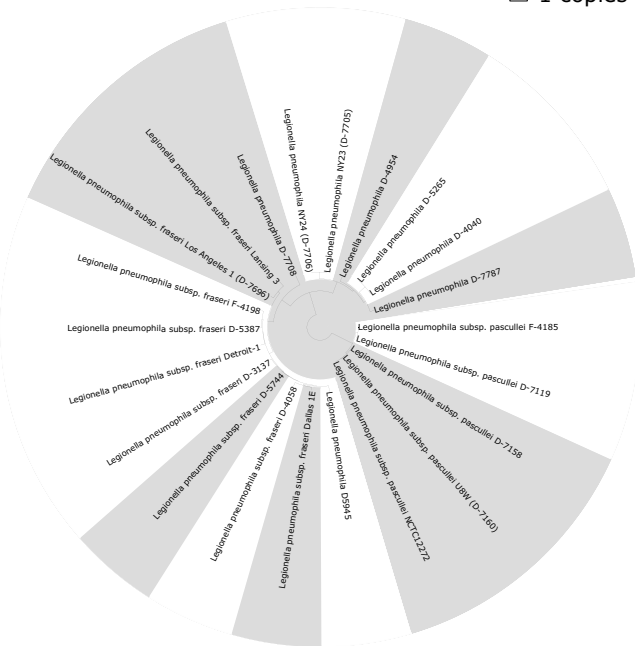 1 copies
Legionella pneumophila NY24 (D-7706)
Legionella pneumophila NY23 (D-7705)
Legionella pneumophila D-4954
Legionella pneumophila D-5265
Legionella pneumophila D-4040
Legionella pneumophila D-7787
Legionella pneumophila subsp. pascullei F-4185
Legionella pneumophila subsp. pascullei D-7119
Legionella pneumophila subsp. pascullei D-7158
Legionella pneumophila subsp. pascullei U8W (D-7160)
Legionella pneumophila subsp. pascullei NCTC12272
Legionella pneumophila D5945
Legionella pneumophila subsp. fraseri Dallas 1E
Legionella pneumophila subsp. fraseri D-4058
Legionella pneumophila subsp. fraseri D-5744
Legionella pneumophila subsp. fraseri D-3137
Legionella pneumophila subsp. fraseri Detroit-1
Legionella pneumophila subsp. fraseri D-5387
Legionella pneumophila subsp. fraseri F-4198
Legionella pneumophila subsp. fraseri Los Angeles 1 (D-7696)
Legionella pneumophila subsp. fraseri Lansing 3
Legionella pneumophila D-7708